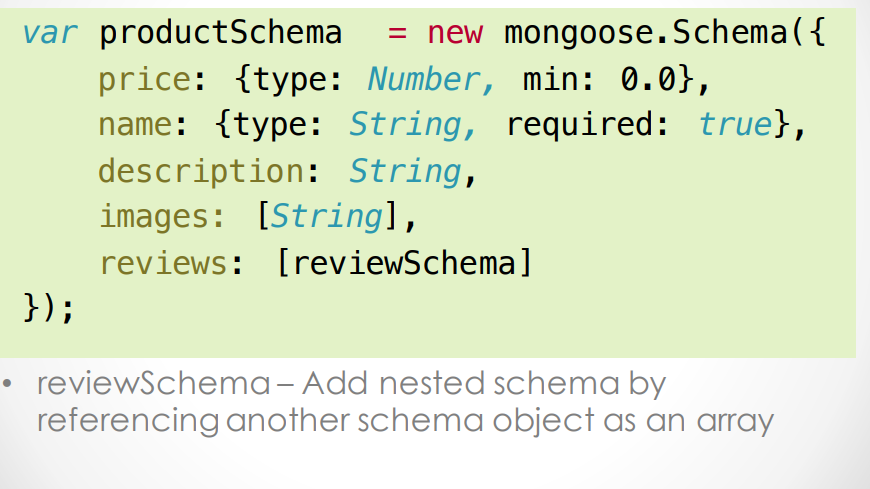 var productSchema = new mongoose.Schema({
price: {type: Number, min: 0.0},
name: {type: String, required: true},
description: String,
images: [String],
reviews: [reviewSchema]
});
• reviewSchema – Add nested schema by
referencing another schema object as an array